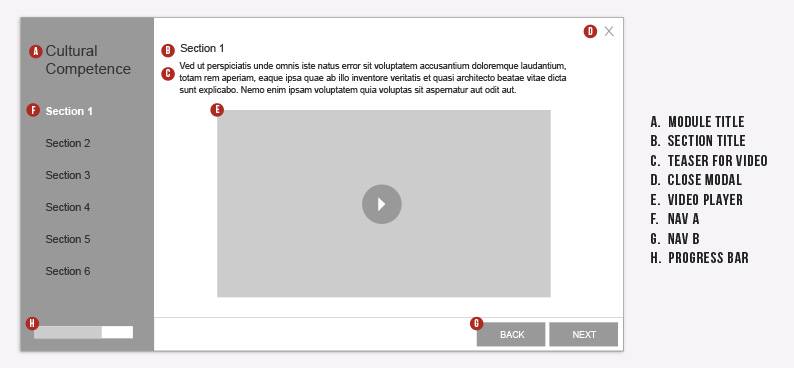 A Cultural
Competence
F Section 1
Section 2
Section 3
Section 4
Section 5
Section 6
H
D X
B Section 1
C Ved ut perspiciatis unde omnis iste natus error sit voluptatem accusantium doloremque laudantium,
totam rem aperiam, eaque ipsa quae ab illo inventore veritatis et quasi architecto beatae vitae dicta
sunt explicabo. Nemo enim ipsam voluptatem quia voluptas sit aspernatur aut odit aut.
E
G BACK NEXT
A. MODULE TITLE
B. SECTION TITLE
C. TEASER FOR VIDEO
D. CLOSE MODAL
E. VIDEO PLAYER
F. NAV A
G. NAV B
H. PROGRESS BAR